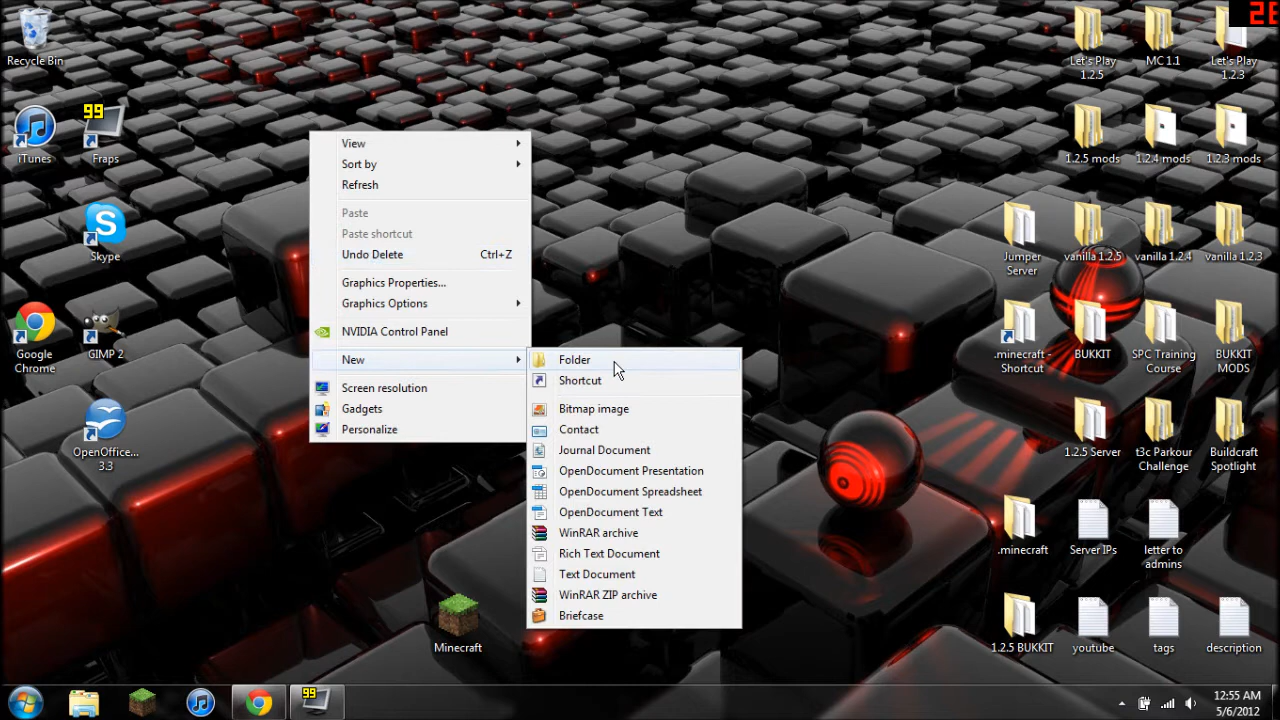 Recycle Bin
99
iTunes
Fraps
Skype
Google
Chrome
GIMP 2
OpenOffice...
3.3
Minecraft
View
Sort by
Refresh
Paste
Paste shortcut
Undo Delete Ctrl+Z
Graphics Properties...
Graphics Options
NVIDIA Control Panel
New
Screen resolution
Gadgets
Personalize
Folder
Shortcut
Bitmap image
Contact
Journal Document
OpenDocument Presentation
OpenDocument Spreadsheet
OpenDocument Text
WinRAR archive
Rich Text Document
Text Document
WinRAR ZIP archive
Briefcase
Let's Play
1.2.5
MC 1.1
Let's Play
1.2.3
1.2.5 mods
1.2.4 mods
1.2.3 mods
Jumper
Server
vanilla 1.2.5
vanilla 1.2.4
vanilla 1.2.3
.minecraft -
Shortcut
BUKKIT
SPC Training
Course
BUKKIT
MODS
1.2.5 Server
t3c Parkour
Challenge
Buildcraft
Spotlight
.minecraft
Server IPs
letter to
admins
1.2.5 BUKKIT
youtube
tags
description
99
12:55 AM
5/6/2012